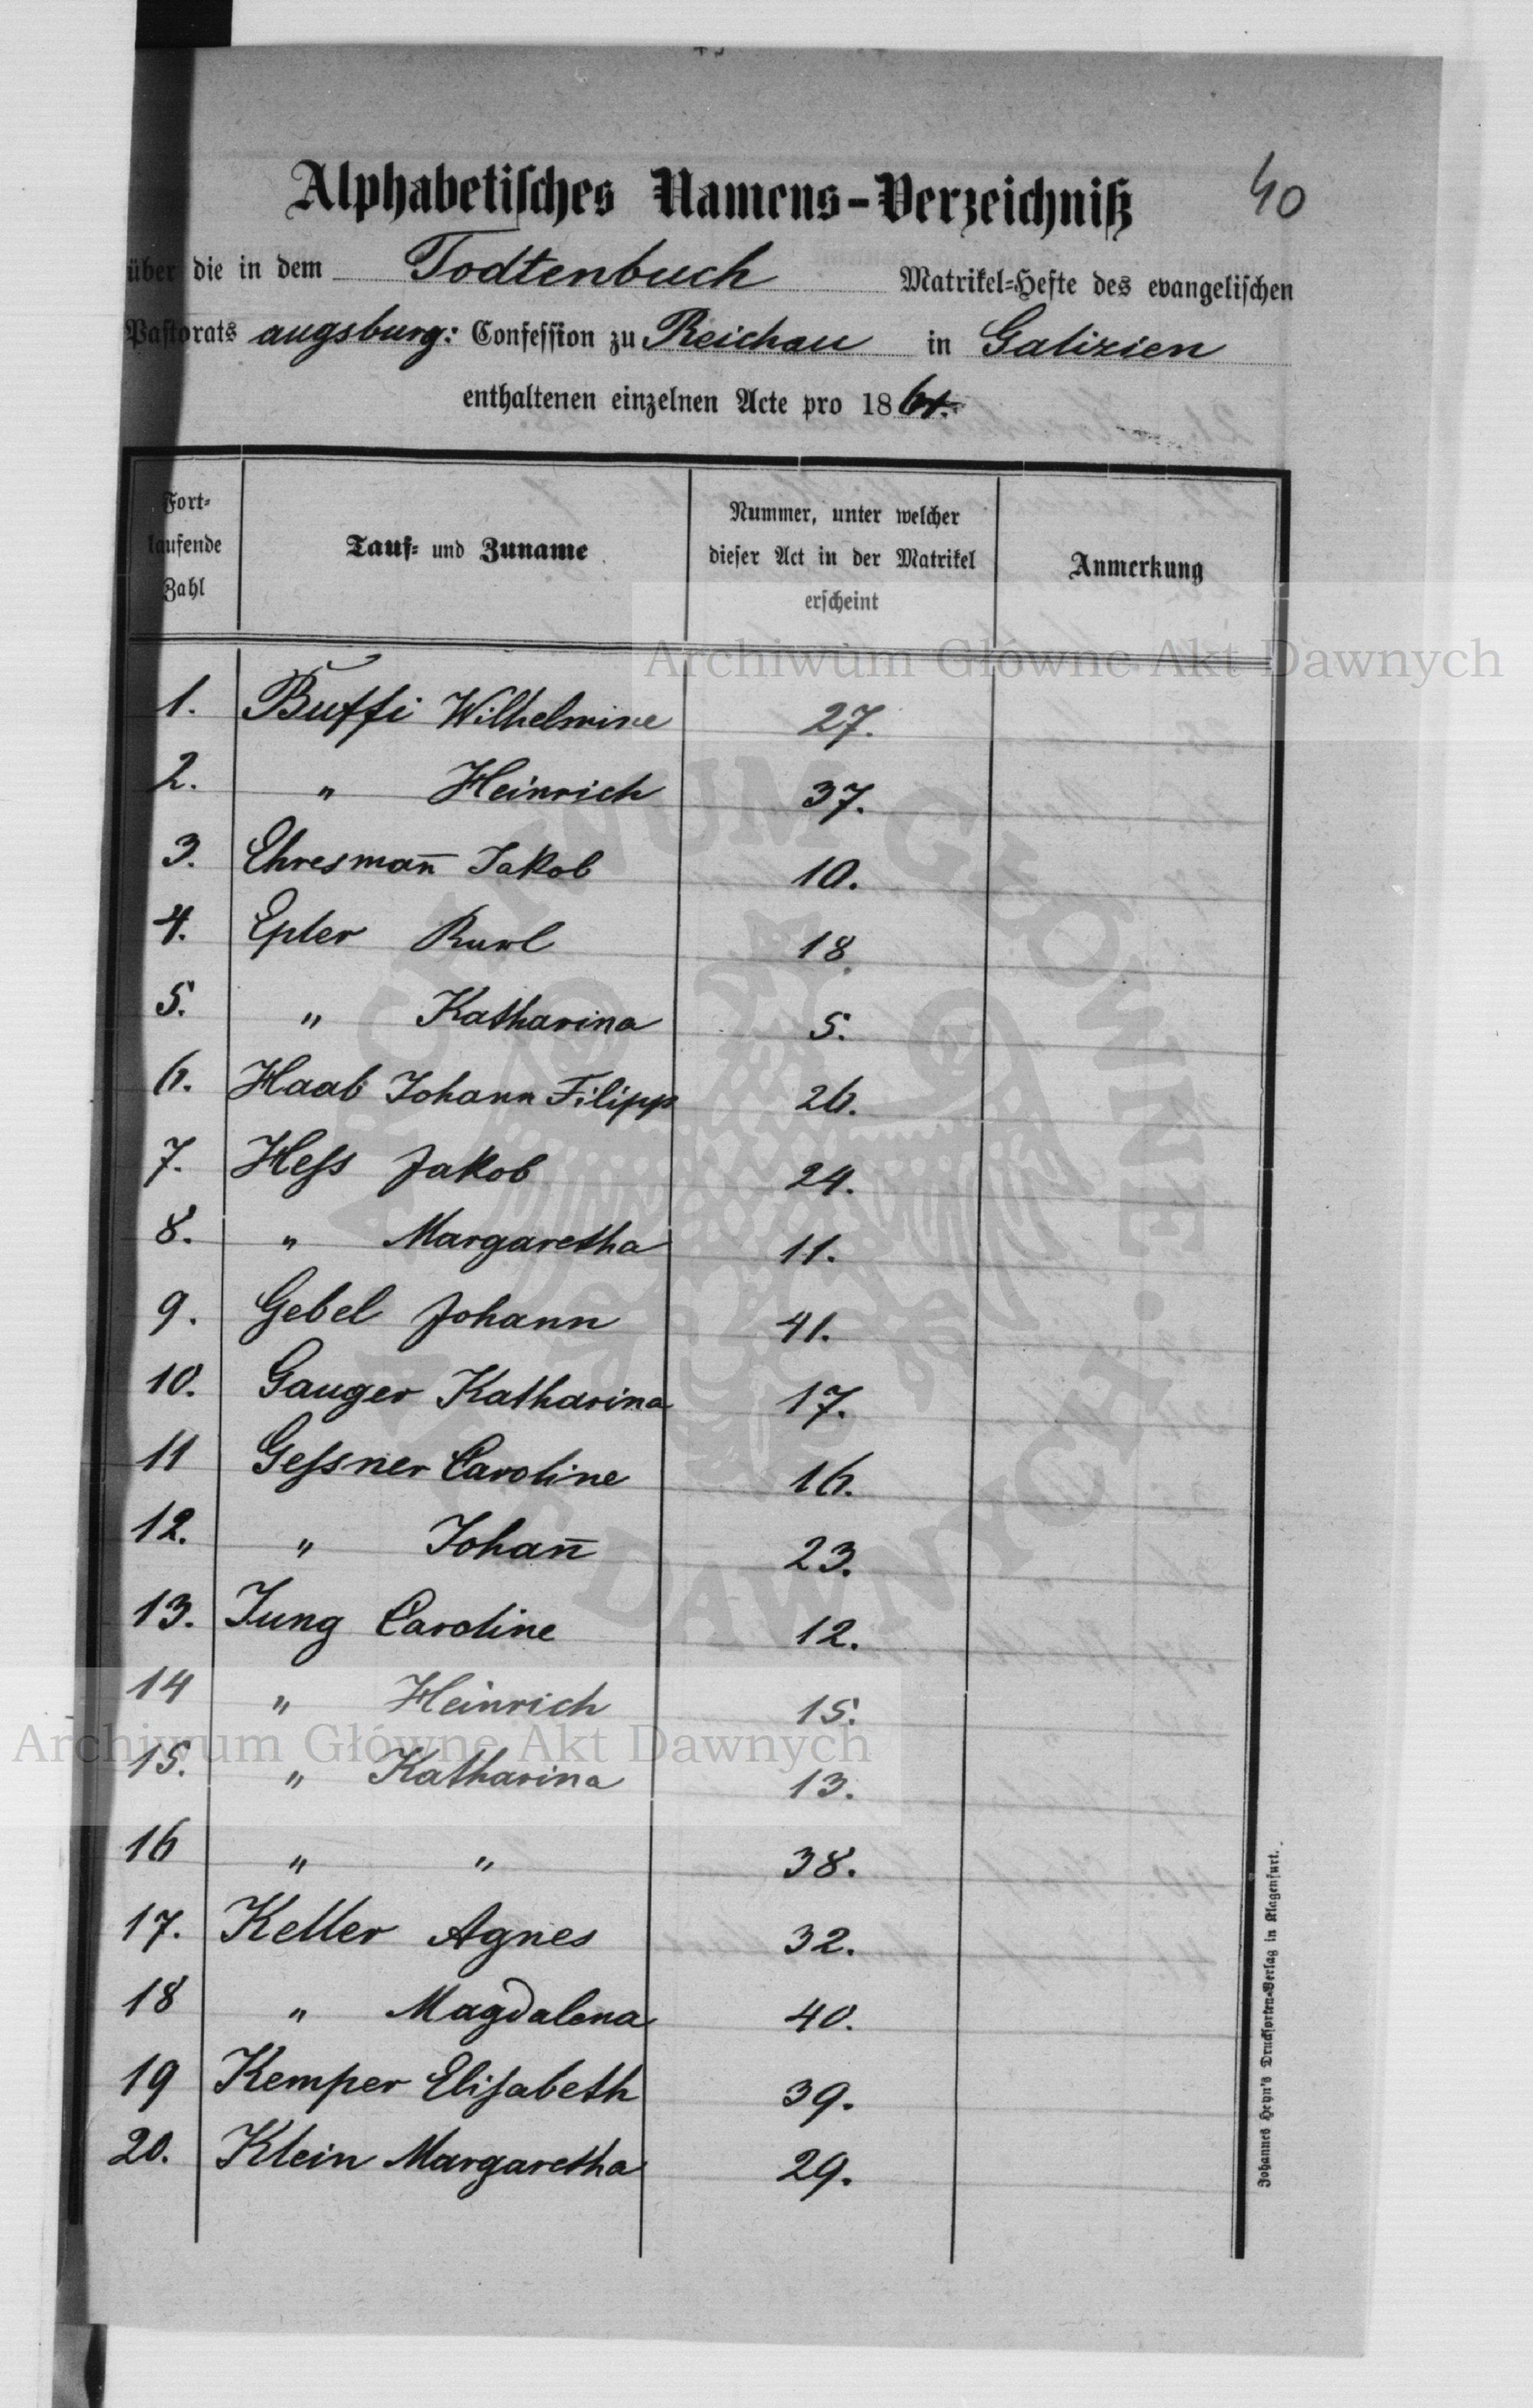 40
Alphabetisches Namens-Verzeichniß
über die in dem Todtenbuch Matrikel-Hefte des evangelischen
Pastorats augsburg: Confession zu Reichau in Galizien
enthaltenen einzelnen Acte pro 18
Fort-
laufende
Zahl
Tauf- und Zuname
Nummer, unter welcher
dieser Act in der Matrikel
erscheint
Anmerkung
Archiwum Główne Akt Dawnych
1. Buffi Wilhelmine 27.
2. " Heinrich 37.
3. Ehresman̄ Jakob 10.
4. Epler 18.
5. " Katharina 5.
6. Haab Johann Filipp 26.
7. Heſs Jakob 24.
8. " Margaretha 11.
9. Gebel Johann 41.
10. Gauger Katharina 17.
11 Geſsner Caroline 16.
12. " Johan̄ 23.
13. Jung Caroline 12.
14 " Heinrich 15.
Archiwum Główne Akt Dawnych
15. " Katharina 13.
16 " " 38.
17. Keller Agnes 32.
18 " Magdalena 40.
19 Kemper Eliſabeth 39.
20. Klein Margaretha 29.
ARCHIWUM GŁÓWNE AKT DAWNYCH
Johannes Heyn's Drucksorten-Verlag in Klagenfurt.